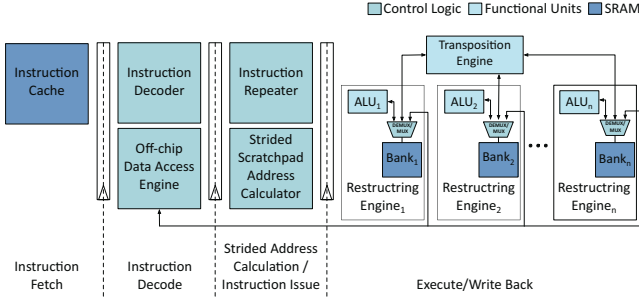 Control Logic
Functional Units
SRAM
Instruction
Cache
Instruction
Decoder
Off-chip
Data Access
Engine
Instruction
Repeater
Strided
Scratchpad
Address
Calculator
Transposition
Engine
ALU1
DEMUX/
MUX
Bank1
Restructring
Engine1
ALU2
DEMUX/
MUX
Bank2
Restructring
Engine2
ALUn
DEMUX/
MUX
Bankn
Restructring
Enginen
Instruction
Fetch
Instruction
Decode
Strided Address
Calculation /
Instruction Issue
Execute/Write Back